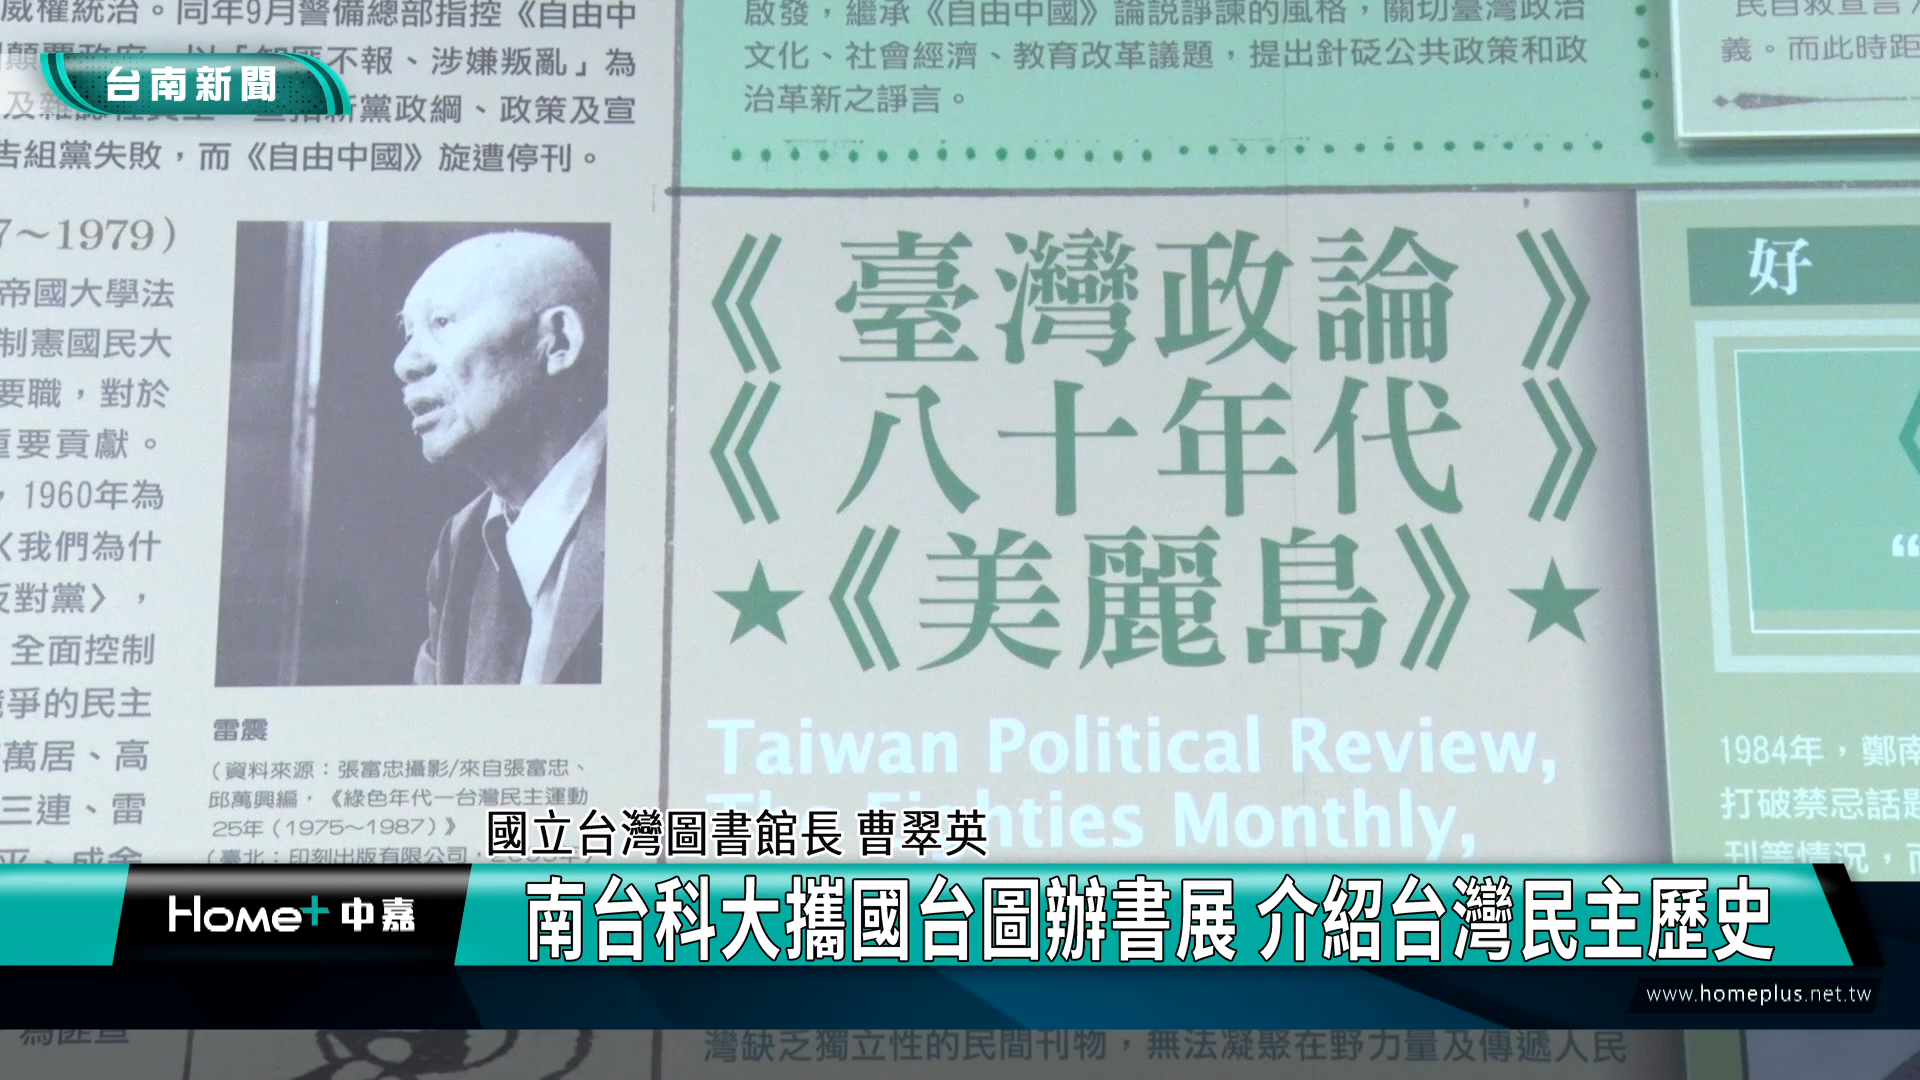 威權統治。同年9月警備總部指控《自由中
不報、涉嫌叛亂」為
新黨政綱、政策及宣
告組黨失敗，而《自由中國》旋遭停刊。
台南新聞
7～1979）
帝國大學法
制憲國民大
要職，對於
重要貢獻。
，1960年為
〈我們為什
反對黨〉，
全面控制
爭的民主
萬居、高
三連、雷
雷震
（資料來源：張富忠攝影/來自張富忠、
邱萬興編，《綠色年代—台灣民主運動
25年（1975～1987）》
啟發，繼承《自由中國》論說諍諫的風格，關切臺灣政治
文化、社會經濟、教育改革議題，提出針砭公共政策和政
治革新之諍言。
《臺灣政論》
《八十年代》
★《美麗島》★
Taiwan Political Review,
The Eighties Monthly,
義。而此時距
好
“
1984年，鄭南
打破禁忌話題
刊等情況，而
國立台灣圖書館長 曹翠英
Home+ 中嘉
南台科大攜國台圖辦書展 介紹台灣民主歷史
www.homeplus.net.tw
灣缺乏獨立性的民間刊物，無法凝聚在野力量及傳遞人民